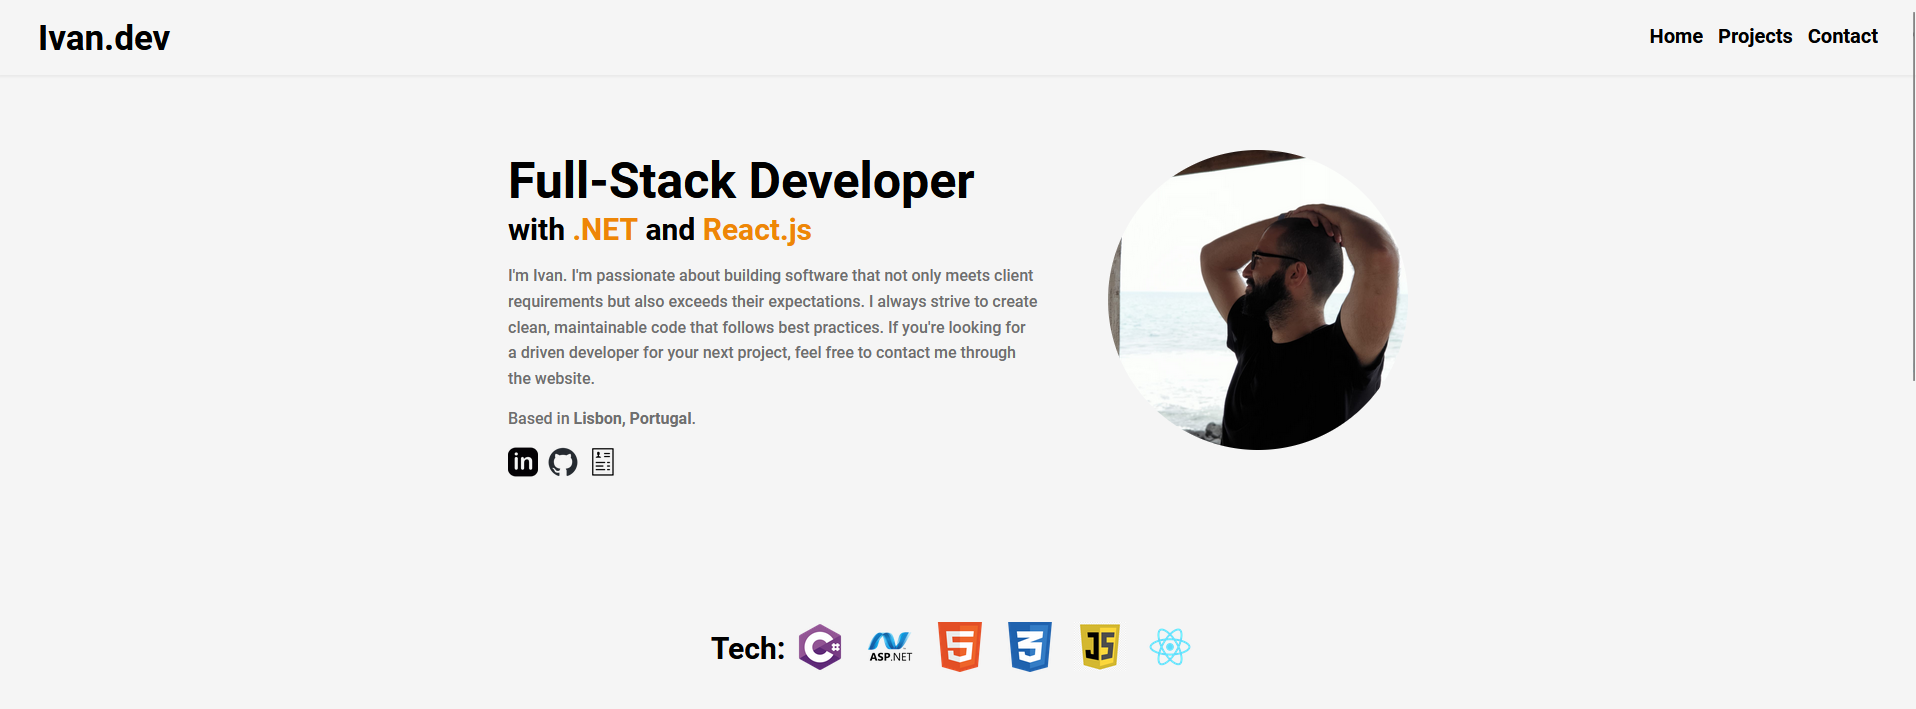 Ivan.dev
Home Projects Contact
Full-Stack Developer
with .NET and React.js
I'm Ivan. I'm passionate about building software that not only meets client
requirements but also exceeds their expectations. I always strive to create
clean, maintainable code that follows best practices. If you're looking for
a driven developer for your next project, feel free to contact me through
the website.
Based in Lisbon, Portugal.
in
Tech:
C#
ASP.NET
5
3
JS